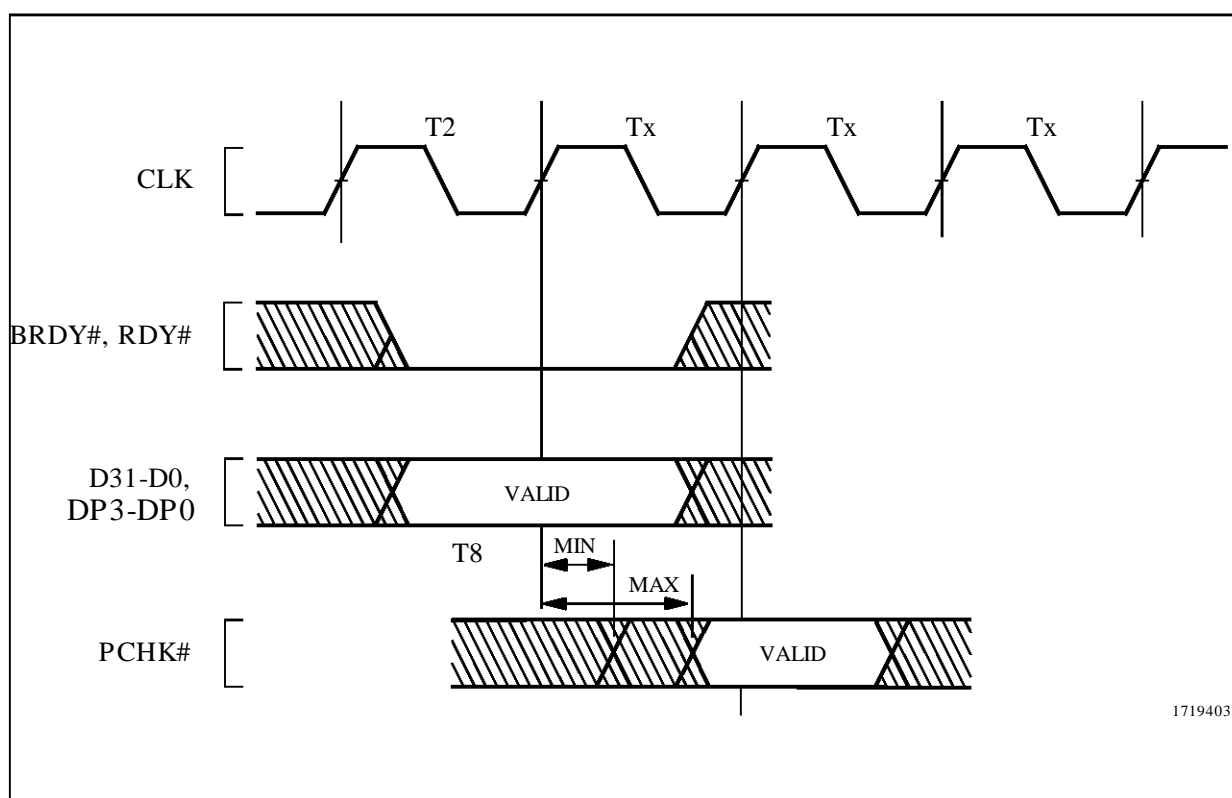 T2 Tx Tx Tx
CLK
BRDY#, RDY#
D31-D0,
DP3-DP0
VALID
T8 MIN
MAX
PCHK#
VALID
1719403